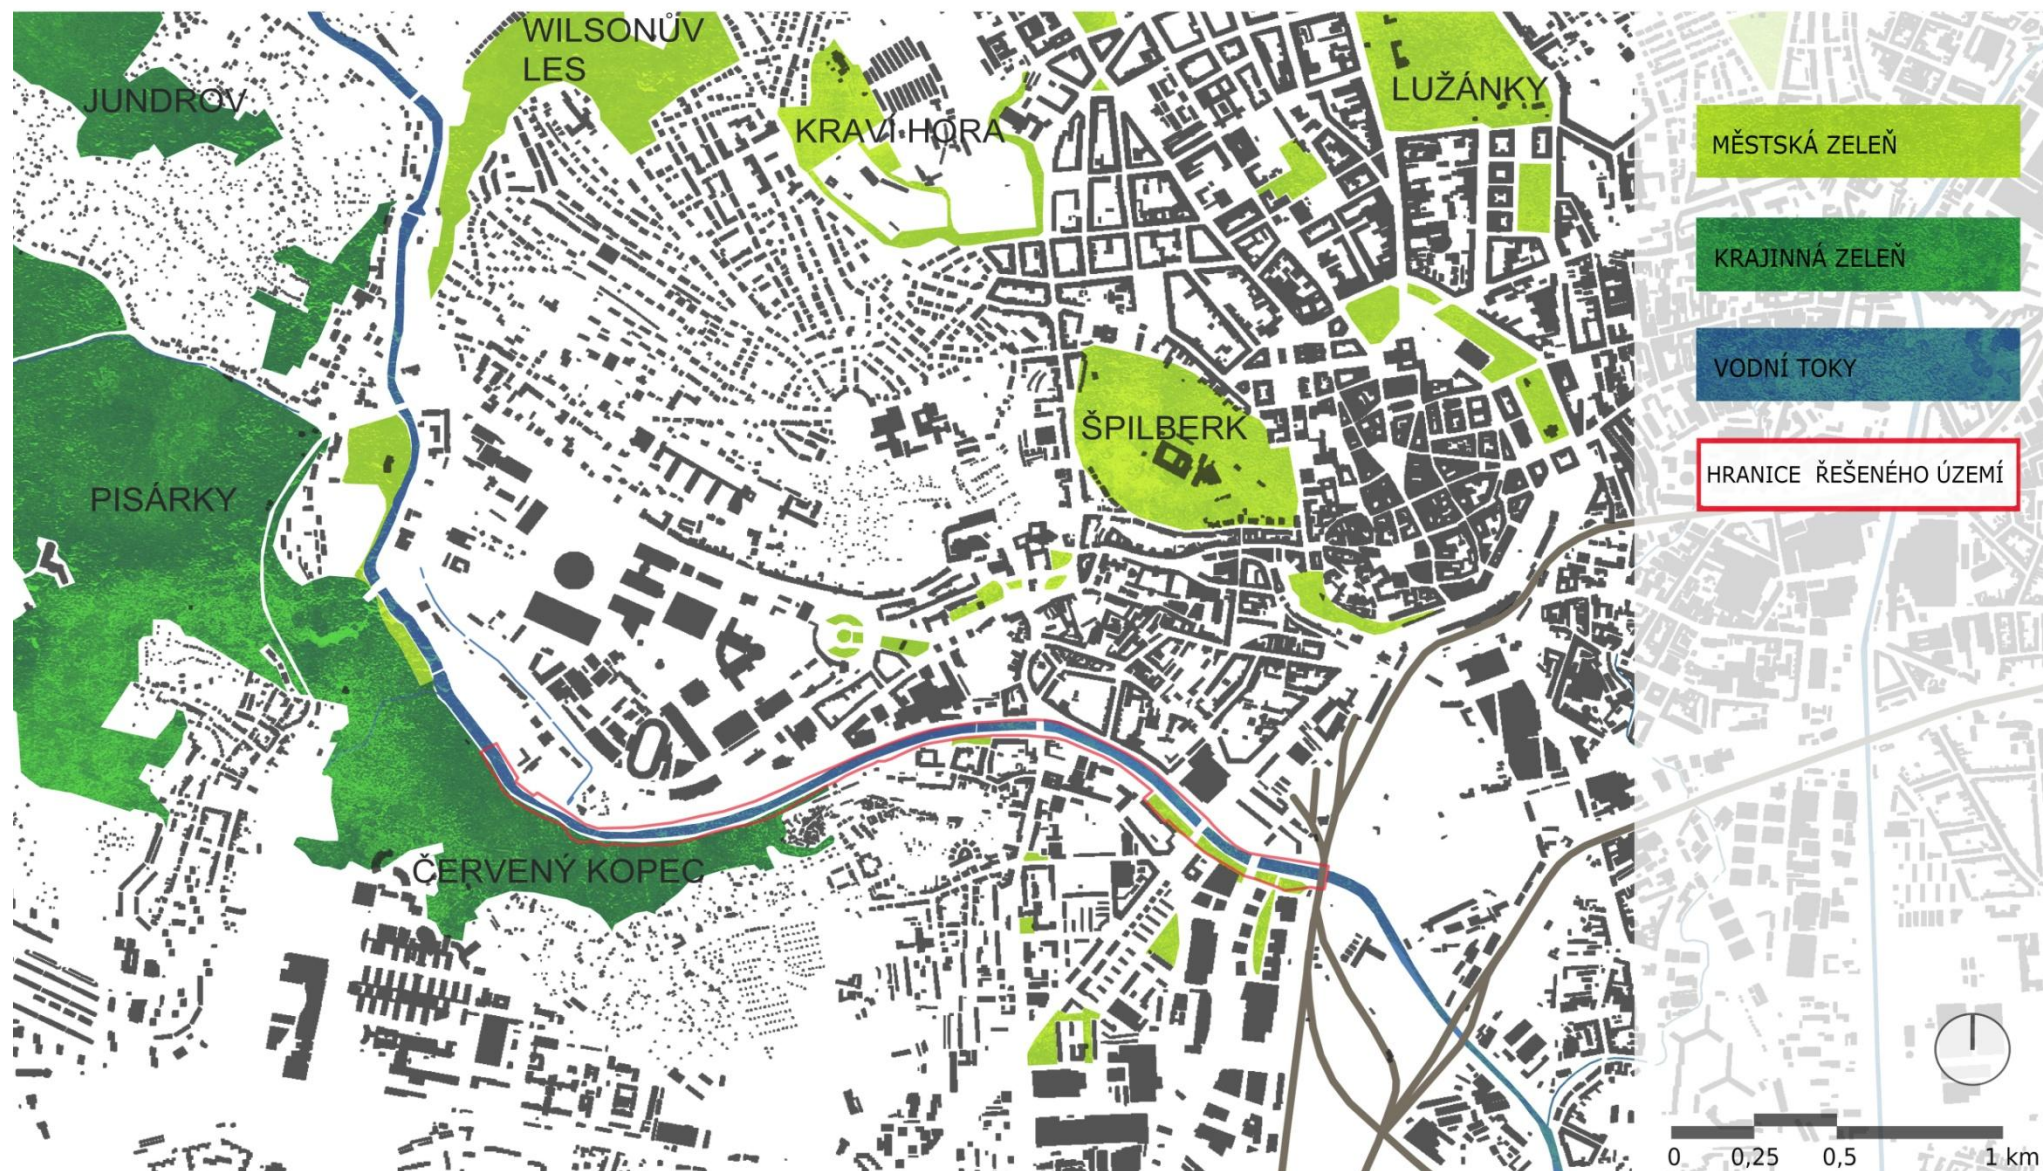 WILSONŮV
LES
JUNDROV
KRAVÍ HORA
LUŽÁNKY
ŠPILBERK
PISÁRKY
ČERVENÝ KOPEC
MĚSTSKÁ ZELEŇ
KRAJINNÁ ZELEŇ
VODNÍ TOKY
HRANICE ŘEŠENÉHO ÚZEMÍ
0 0,25 0,5 1 km